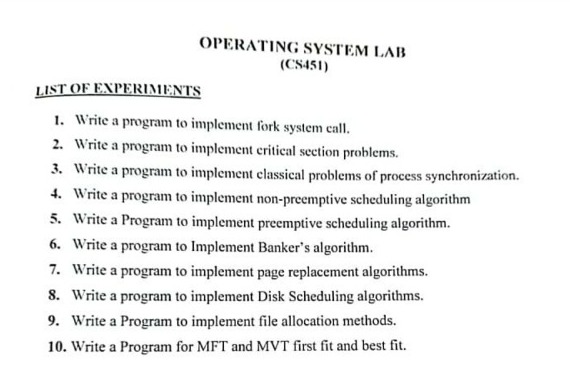 OPERATING SYSTEM LAB
(CS451)
LIST OF EXPERIMENTS
1. Write a program to implement fork system call.
2. Write a program to implement critical section problems.
3. Write a program to implement classical problems of process synchronization.
4. Write a program to implement non-preemptive scheduling algorithm
5. Write a Program to implement preemptive scheduling algorithm.
6. Write a program to Implement Banker's algorithm.
7. Write a program to implement page replacement algorithms.
8. Write a program to implement Disk Scheduling algorithms.
9. Write a Program to implement file allocation methods.
10. Write a Program for MFT and MVT first fit and best fit.